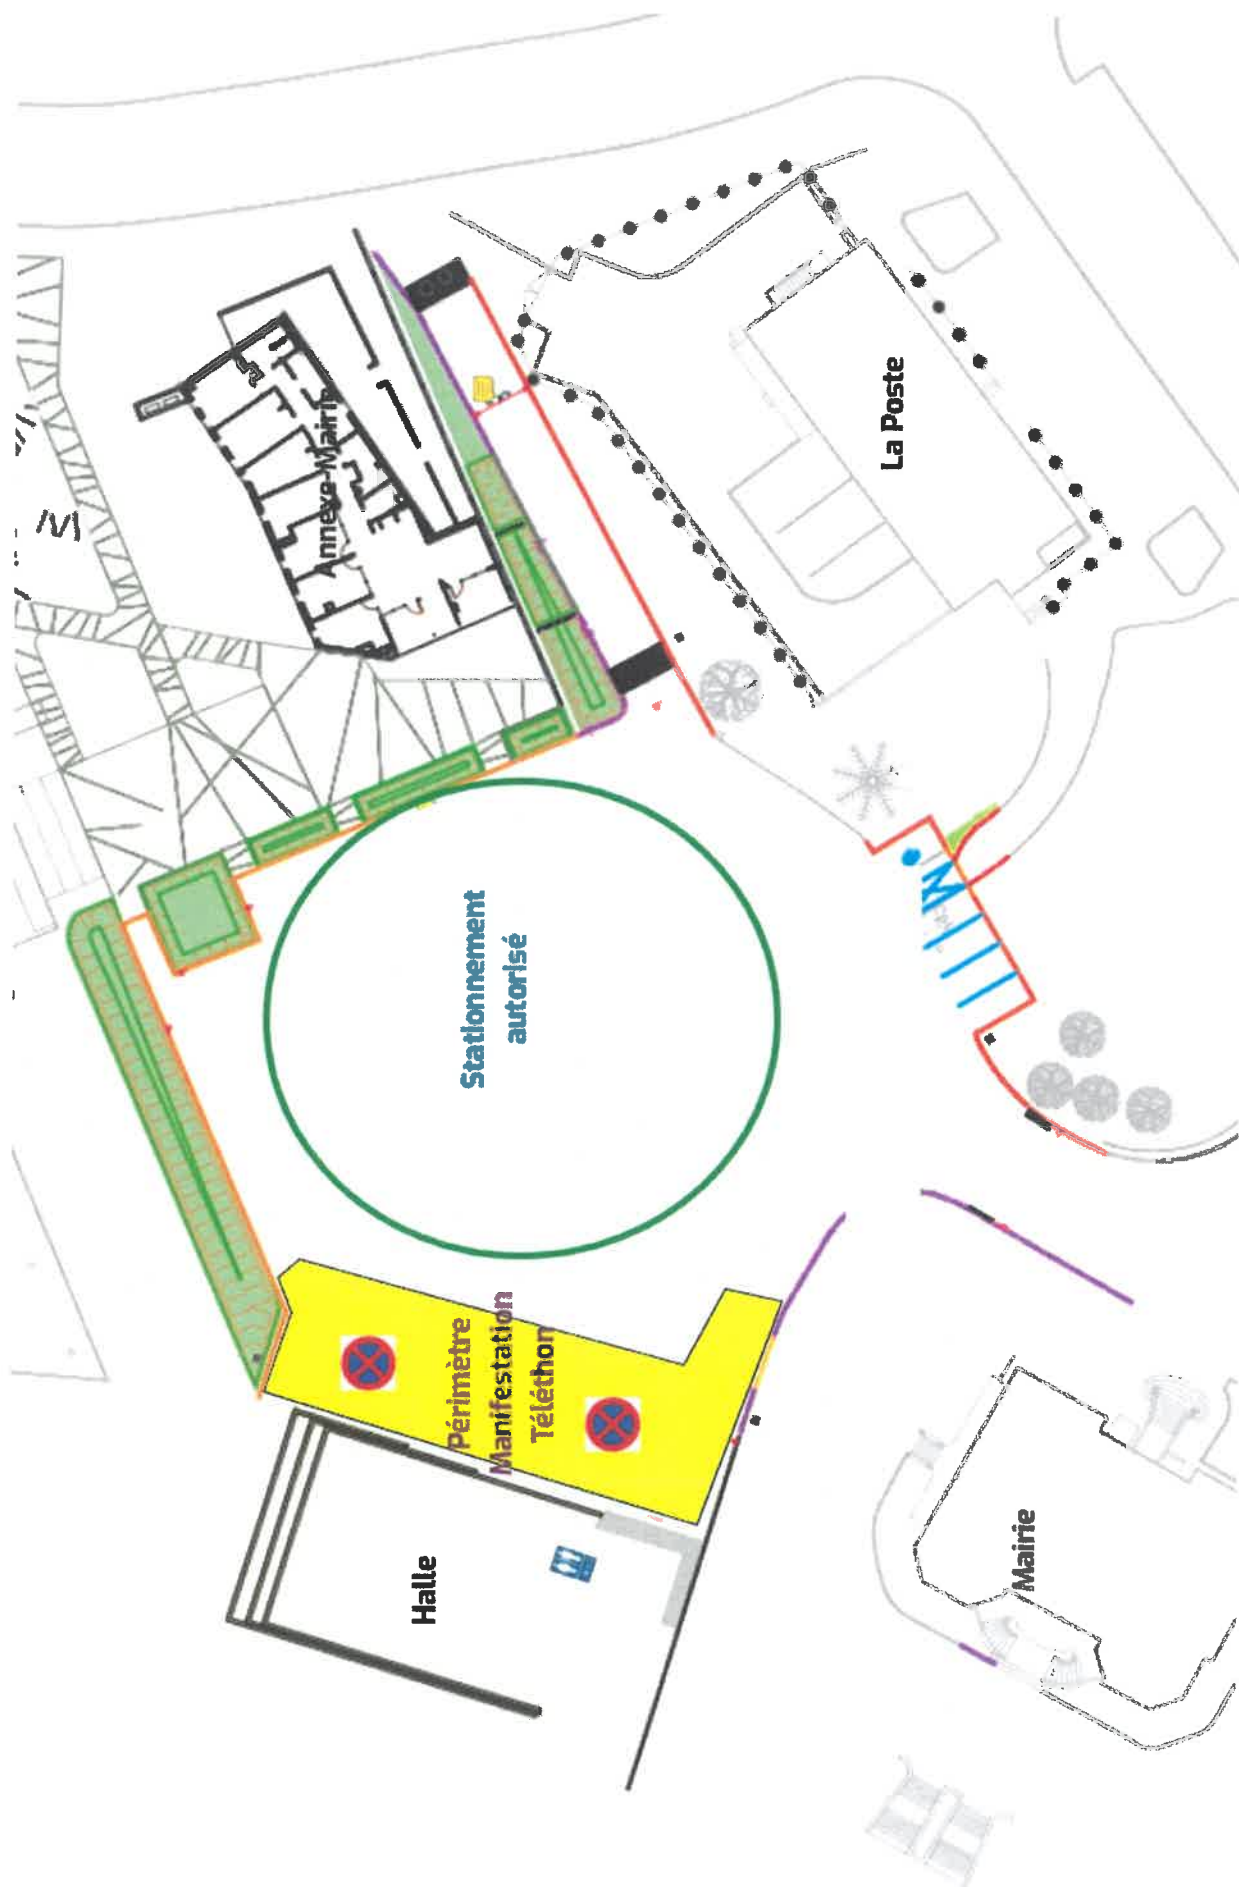 Annexe-Mairie
La Poste
Stationnement
autorisé
Périmètre
Manifestation
Téléthon
Halle
Mairie